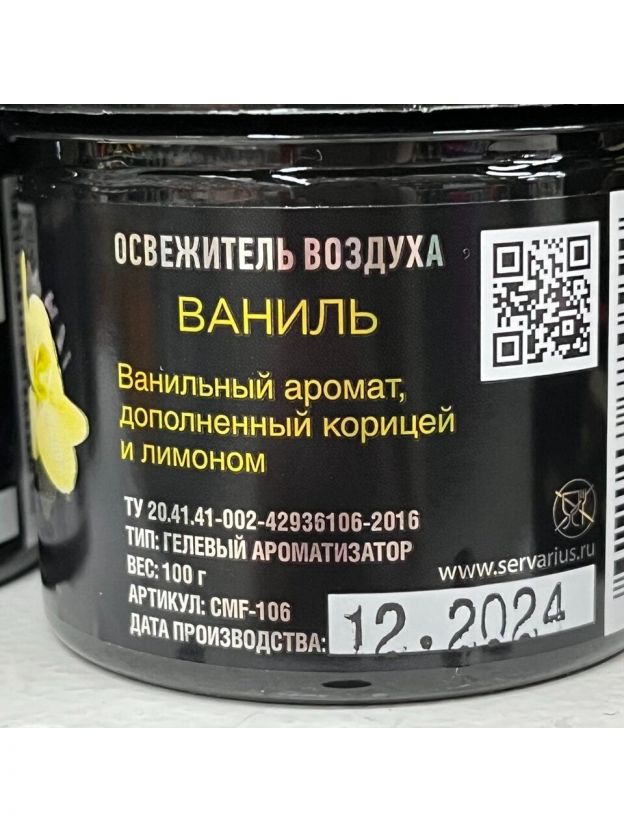 ОСВЕЖИТЕЛЬ ВОЗДУХА
ВАНИЛЬ
Ванильный аромат,
дополненный корицей
и лимоном
ТУ 20.41.41-002-42936106-2016
ТИП: ГЕЛЕВЫЙ АРОМАТИЗАТОР
ВЕС: 100 г
АРТИКУЛ: CMF-106
ДАТА ПРОИЗВОДСТВА:
12.2024
www.servarius.ru